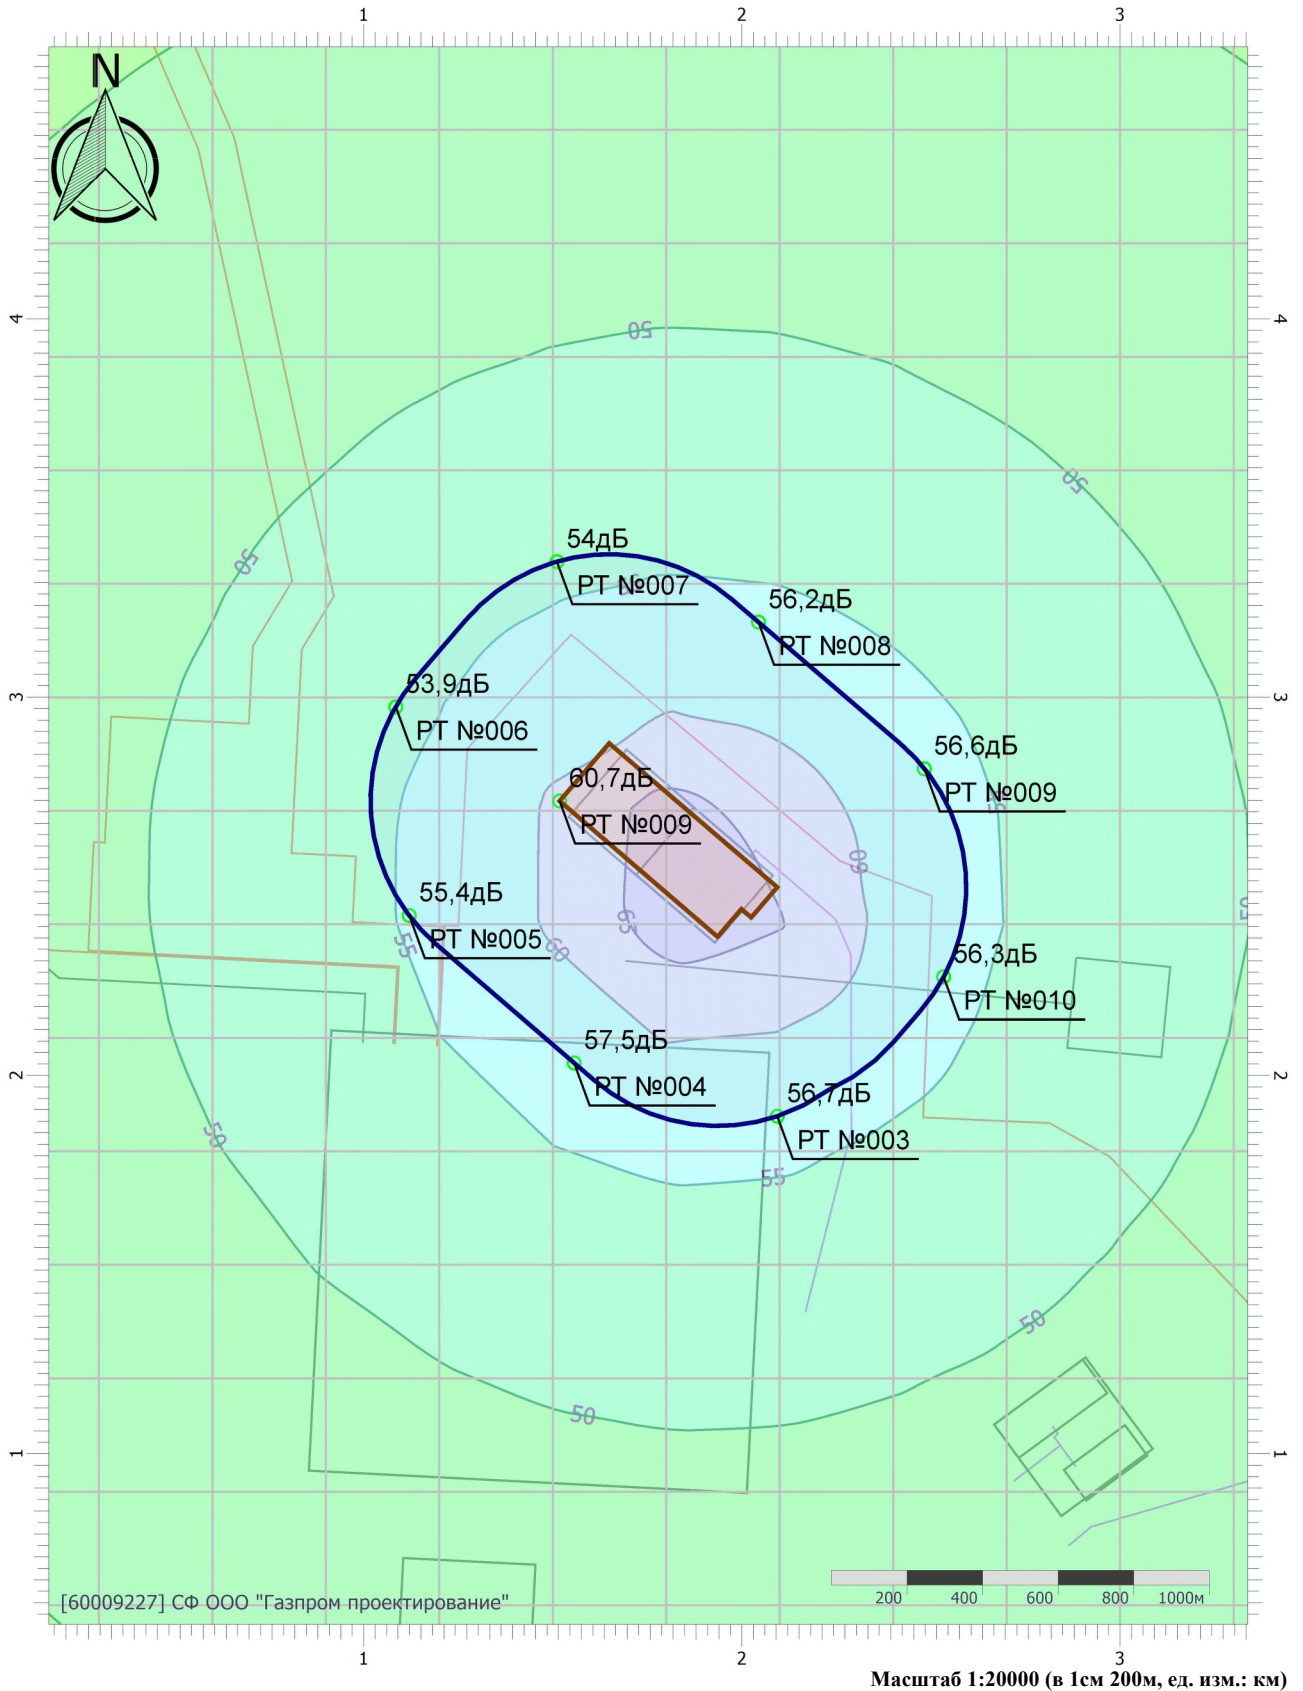 1 2 3
N
4 4
50
50
50
54дБ
РТ №007
56,2дБ
РТ №008
3 3
53,9дБ
РТ №006
56,6дБ
РТ №009
60,7дБ
РТ №009
60
55,4дБ
63
РТ №005
55
60
56,3дБ
РТ №010
57,5дБ
2 2
РТ №004
56,7дБ
50
РТ №003
55
50
50
1 1
[60009227] СФ ООО "Газпром проектирование"
200 400 600 800 1000м
1 2 3
Масштаб 1:20000 (в 1см 200м, ед. изм.: км)